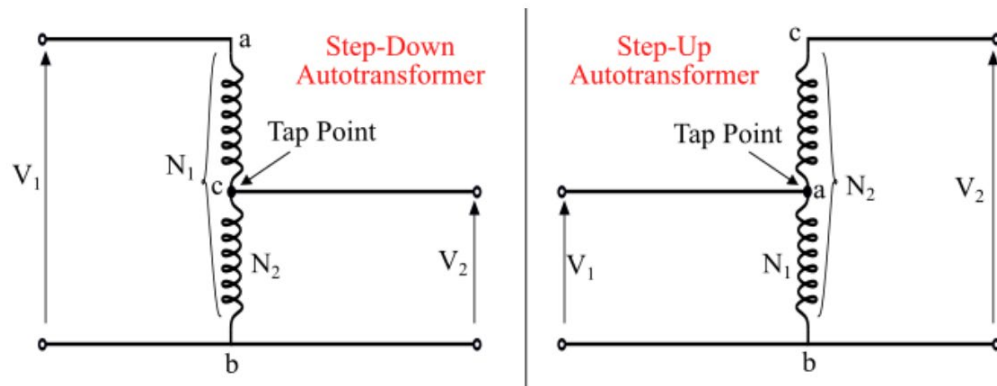 a
Step-Down
Autotransformer
Tap Point
V₁
N₁
c
N₂
V₂
b
c
Step-Up
Autotransformer
Tap Point
a
N₂
V₂
V₁
N₁
b